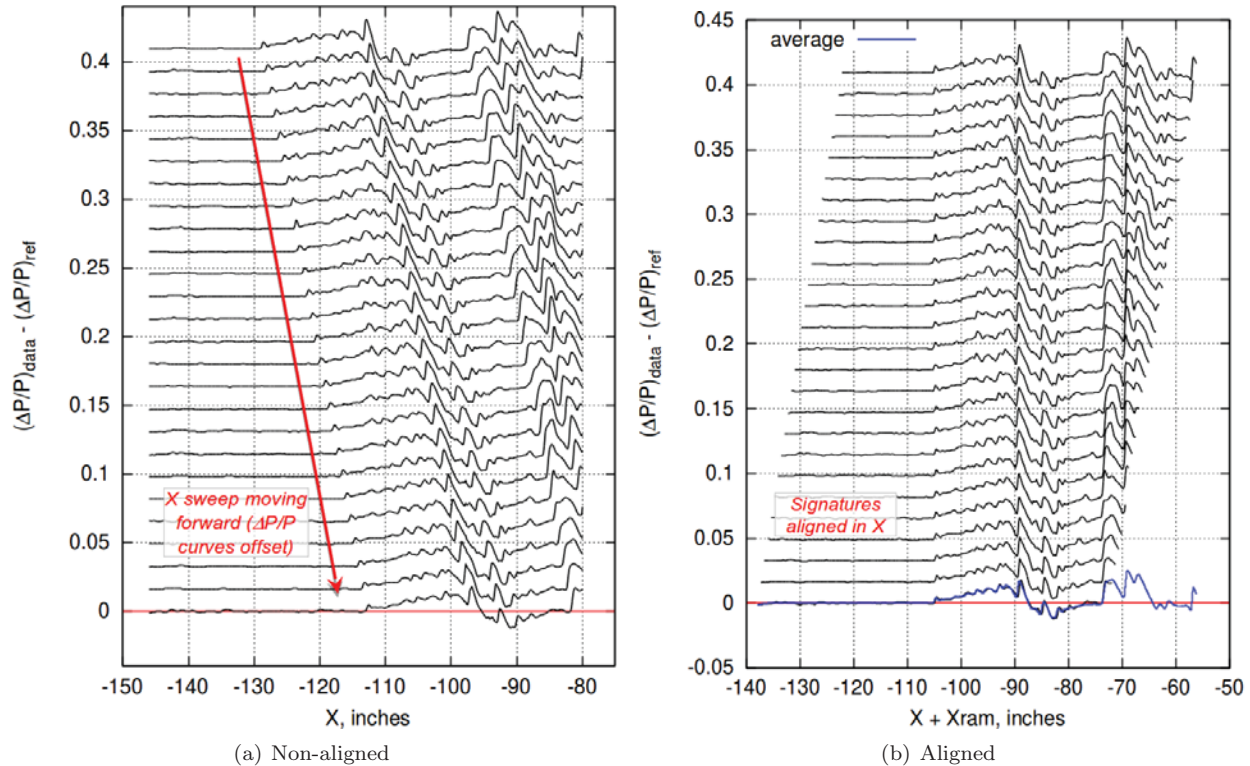 0.4
0.35
0.3
0.25
0.2
0.15
0.1
0.05
0
(ΔP/P)data - (ΔP/P)ref
X sweep moving
forward (ΔP/P
curves offset)
-150 -140 -130 -120 -110 -100 -90 -80
X, inches
(a) Non-aligned
0.45
0.4
0.35
0.3
0.25
0.2
0.15
0.1
0.05
0
-0.05
(ΔP/P)data - (ΔP/P)ref
average
Signatures
aligned in X
-140 -130 -120 -110 -100 -90 -80 -70 -60 -50
X + Xram, inches
(b) Aligned